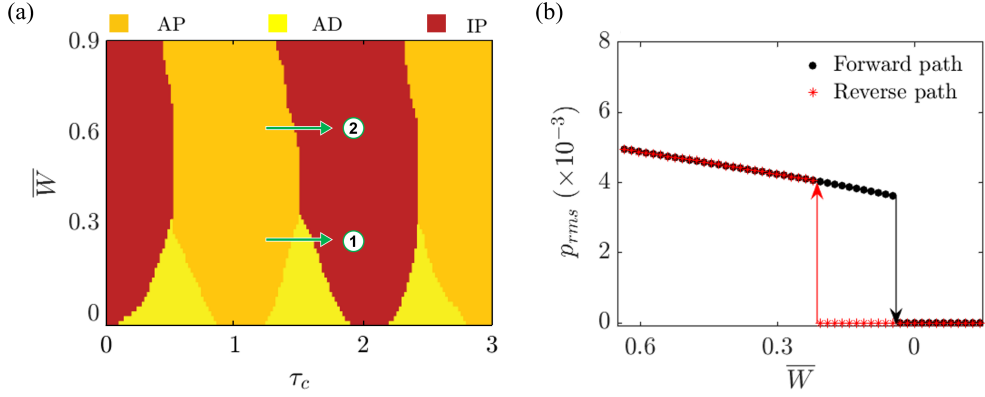 (a)
AP AD IP
0.9
0.6
0.3
0
W̅
2
1
0 1 2 3
τc
(b)
8
6
4
2
0
prms (×10−3)
Forward path
Reverse path
0.6 0.3 0
W̅